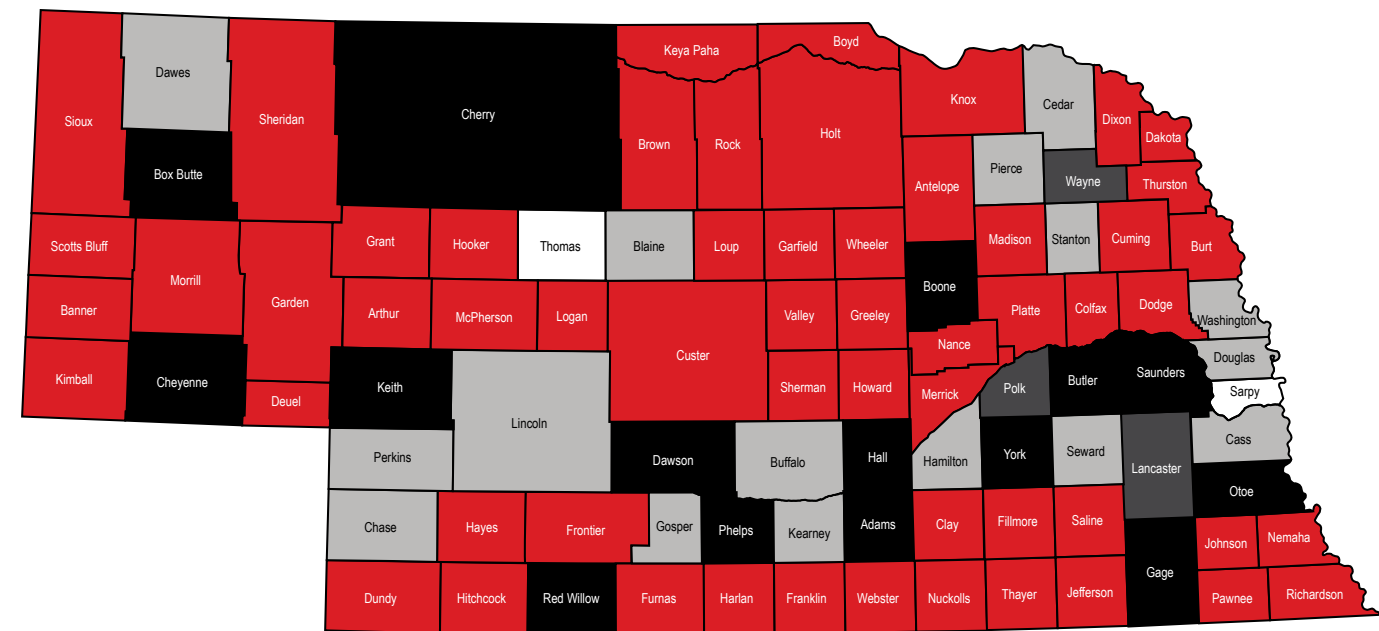 Keya Paha
Boyd
Dawes
Cherry
Knox
Cedar
Sioux
Sheridan
Dixon
Dakota
Brown
Rock
Holt
Box Butte
Pierce
Wayne
Antelope
Thurston
Scotts Bluff
Grant
Hooker
Thomas
Blaine
Loup
Garfield
Wheeler
Madison
Stanton
Cuming
Burt
Morrill
Boone
Garden
Banner
Arthur
McPherson
Logan
Valley
Greeley
Platte
Colfax
Dodge
Washington
Nance
Custer
Douglas
Kimball
Cheyenne
Keith
Sherman
Howard
Merrick
Polk
Butler
Saunders
Sarpy
Deuel
Lincoln
Perkins
Dawson
Buffalo
Hall
Hamilton
York
Seward
Lancaster
Cass
Otoe
Chase
Hayes
Frontier
Gosper
Phelps
Kearney
Adams
Clay
Fillmore
Saline
Johnson
Nemaha
Dundy
Hitchcock
Red Willow
Furnas
Harlan
Franklin
Webster
Nuckolls
Thayer
Jefferson
Gage
Pawnee
Richardson